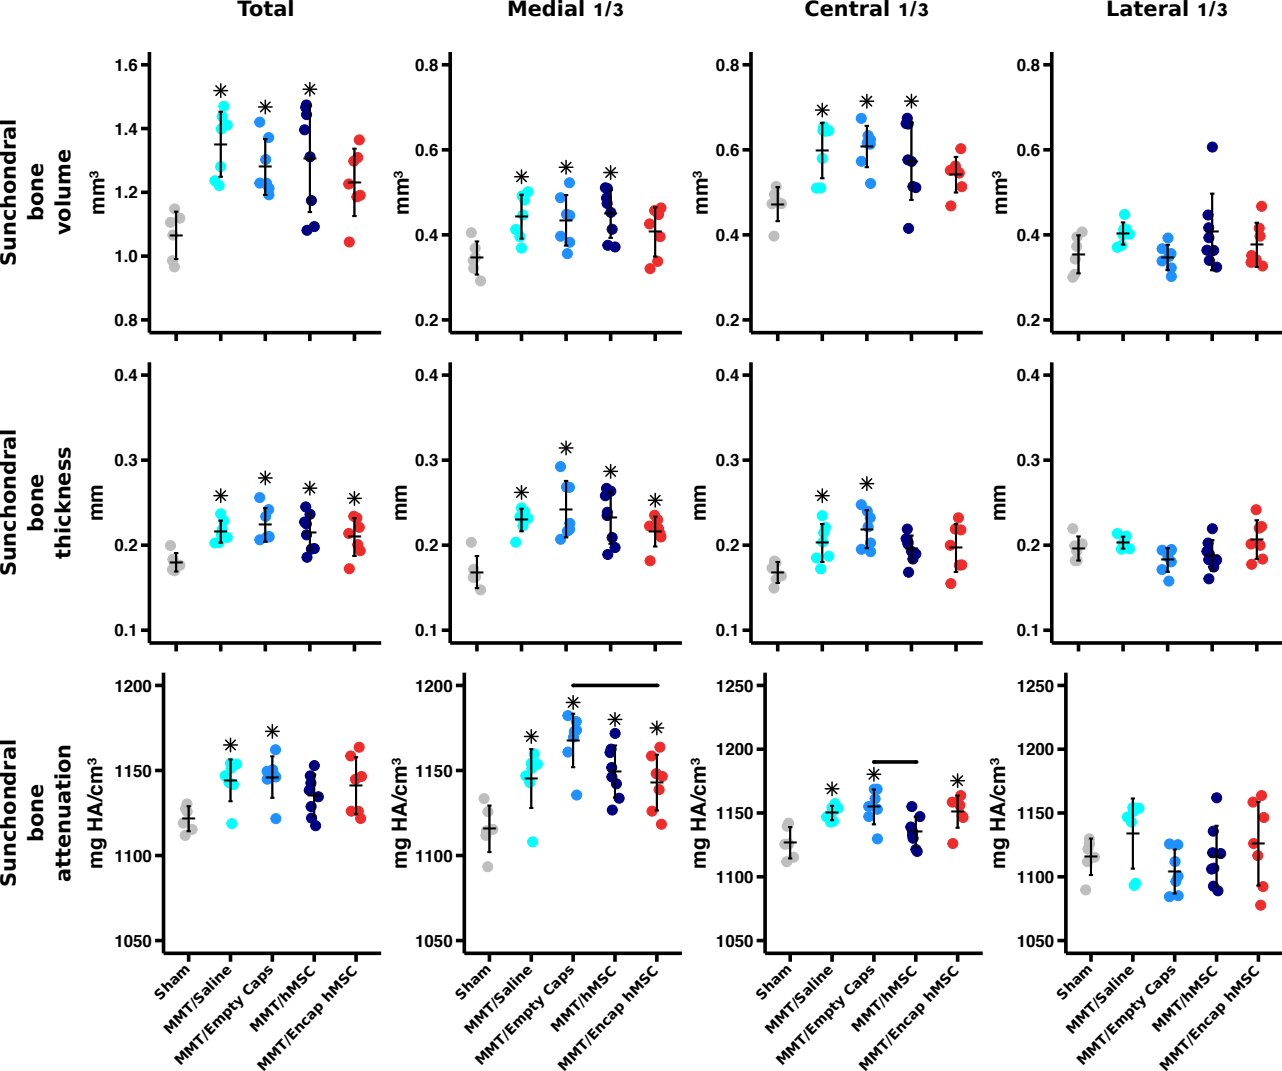 Total
Medial 1/3
Central 1/3
Lateral 1/3
Sunchondral
bone
volume
mm³
1.6
1.4
1.2
1.0
0.8
*
*
*
mm³
0.8
0.6
0.4
0.2
*
*
*
mm³
0.8
0.6
0.4
0.2
*
*
*
mm³
0.8
0.6
0.4
0.2
Sunchondral
bone
thickness
mm
0.4
0.3
0.2
0.1
*
*
*
*
mm
0.4
0.3
0.2
0.1
*
*
*
*
mm
0.4
0.3
0.2
0.1
*
*
mm
0.4
0.3
0.2
0.1
Sunchondral
bone
attenuation
mg HA/cm³
1200
1150
1100
1050
*
*
mg HA/cm³
1200
1150
1100
1050
*
*
*
*
mg HA/cm³
1250
1200
1150
1100
1050
*
*
*
mg HA/cm³
1250
1200
1150
1100
1050
Sham
MMT/Saline
MMT/Empty Caps
MMT/hMSC
MMT/Encap hMSC
Sham
MMT/Saline
MMT/Empty Caps
MMT/hMSC
MMT/Encap hMSC
Sham
MMT/Saline
MMT/Empty Caps
MMT/hMSC
MMT/Encap hMSC
Sham
MMT/Saline
MMT/Empty Caps
MMT/hMSC
MMT/Encap hMSC